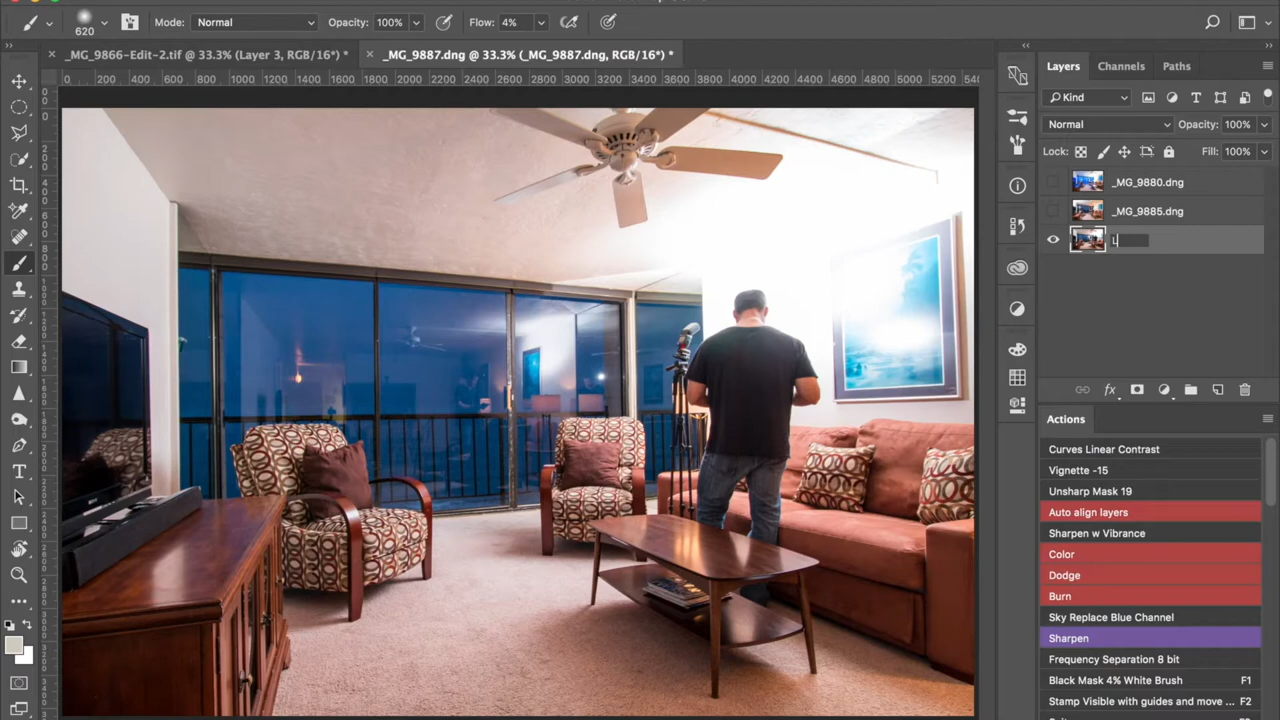 620 Mode: Normal Opacity: 100% Flow: 4%
_MG_9866-Edit-2.tif @ 33.3% (Layer 3, RGB/16*) *
_MG_9887.dng @ 33.3% (_MG_9887.dng, RGB/16*) *
0 200 400 600 800 1000 1200 1400 1600 1800 2000 2200 2400 2600 2800 3000 3200 3400 3600 3800 4000 4200 4400 4600 4800 5000 5200 540
Layers Channels Paths
Kind
Normal Opacity: 100%
Lock: Fill: 100%
_MG_9880.dng
_MG_9885.dng
L
Actions
Curves Linear Contrast
Vignette -15
Unsharp Mask 19
Auto align layers
Sharpen w Vibrance
Color
Dodge
Burn
Sky Replace Blue Channel
Sharpen
Frequency Separation 8 bit
Black Mask 4% White Brush F1
Stamp Visible with guides and move ... F2